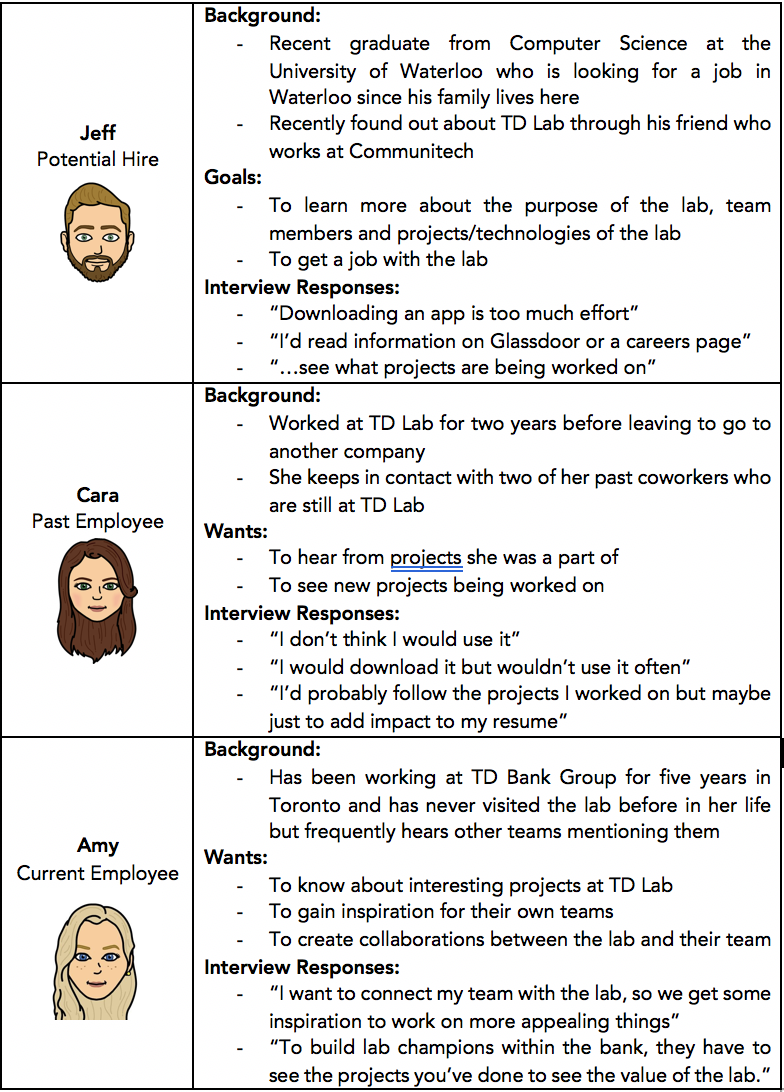 Jeff
Potential Hire
Background:
- Recent graduate from Computer Science at the
University of Waterloo who is looking for a job in
Waterloo since his family lives here
- Recently found out about TD Lab through his friend who
works at Communitech
Goals:
- To learn more about the purpose of the lab, team
members and projects/technologies of the lab
- To get a job with the lab
Interview Responses:
- “Downloading an app is too much effort”
- “I’d read information on Glassdoor or a careers page”
- “…see what projects are being worked on”
Cara
Past Employee
Background:
- Worked at TD Lab for two years before leaving to go to
another company
- She keeps in contact with two of her past coworkers who
are still at TD Lab
Wants:
- To hear from projects she was a part of
- To see new projects being worked on
Interview Responses:
- “I don’t think I would use it”
- “I would download it but wouldn’t use it often”
- “I’d probably follow the projects I worked on but maybe
just to add impact to my resume”
Amy
Current Employee
Background:
- Has been working at TD Bank Group for five years in
Toronto and has never visited the lab before in her life
but frequently hears other teams mentioning them
Wants:
- To know about interesting projects at TD Lab
- To gain inspiration for their own teams
- To create collaborations between the lab and their team
Interview Responses:
- “I want to connect my team with the lab, so we get some
inspiration to work on more appealing things”
- “To build lab champions within the bank, they have to
see the projects you’ve done to see the value of the lab.”